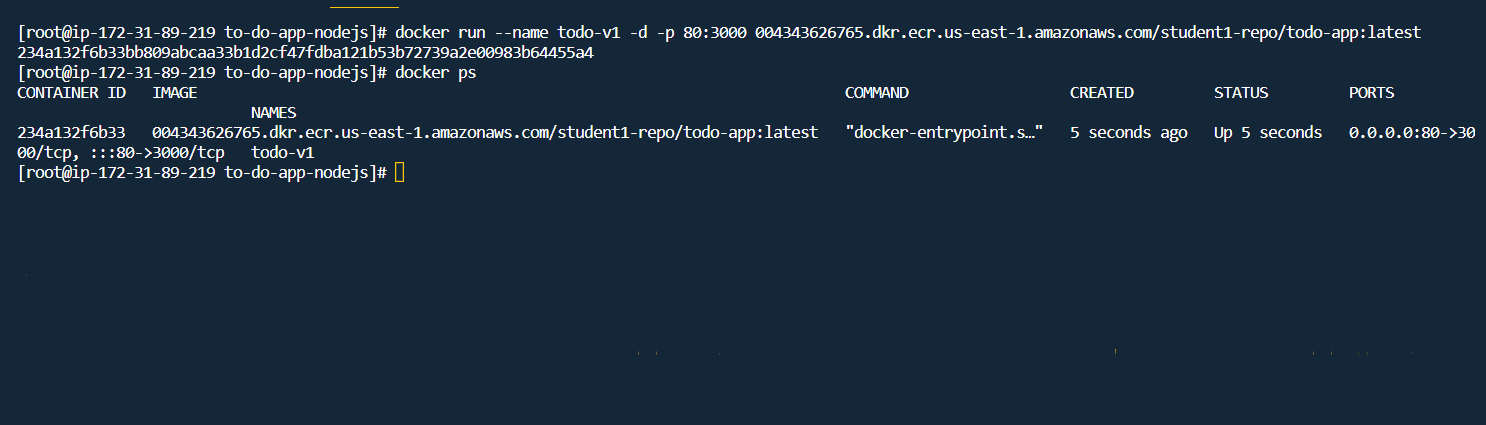 [root@ip-172-31-89-219 to-do-app-nodejs]# docker run --name todo-v1 -d -p 80:3000 004343626765.dkr.ecr.us-east-1.amazonaws.com/student1-repo/todo-app:latest
234a132f6b33bb809abcaa33b1d2cf47fdba121b53b72739a2e00983b64455a4
[root@ip-172-31-89-219 to-do-app-nodejs]# docker ps
CONTAINER ID   IMAGE                                                                         COMMAND                  CREATED         STATUS         PORTS
                          NAMES
234a132f6b33   004343626765.dkr.ecr.us-east-1.amazonaws.com/student1-repo/todo-app:latest   "docker-entrypoint.s…"   5 seconds ago   Up 5 seconds   0.0.0.0:80->30
00/tcp, :::80->3000/tcp   todo-v1
[root@ip-172-31-89-219 to-do-app-nodejs]#